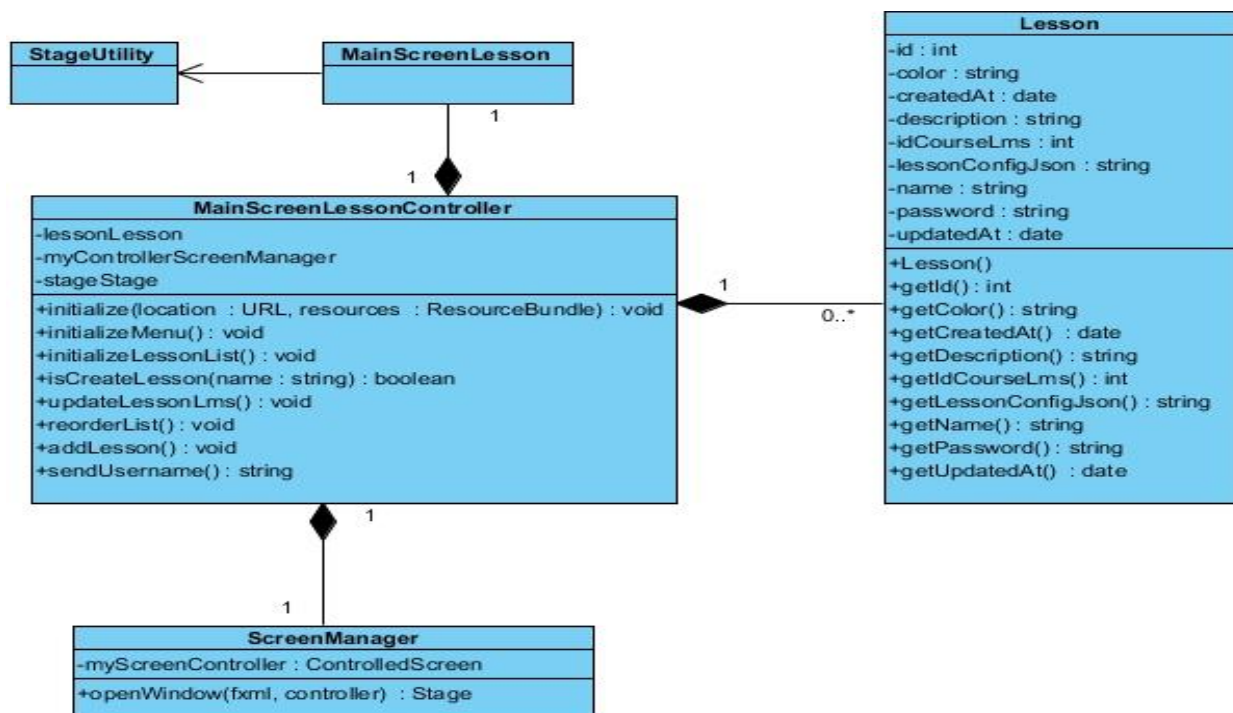 StageUtility
MainScreenLesson
1
1
MainScreenLessonController
-lessonLesson
-myControllerScreenManager
-stageStage
+initialize(location : URL, resources : ResourceBundle) : void
+initializeMenu() : void
+initializeLessonList() : void
+isCreateLesson(name : string) : boolean
+updateLessonLms() : void
+reorderList() : void
+addLesson() : void
+sendUsername() : string
1
0..*
Lesson
-id : int
-color : string
-createdAt : date
-description : string
-idCourseLms : int
-lessonConfigJson : string
-name : string
-password : string
-updatedAt : date
+Lesson()
+getId() : int
+getColor() : string
+getCreatedAt() : date
+getDescription() : string
+getIdCourseLms() : int
+getLessonConfigJson() : string
+getName() : string
+getPassword() : string
+getUpdatedAt() : date
1
1
ScreenManager
-myScreenController : ControlledScreen
+openWindow(fxml, controller) : Stage